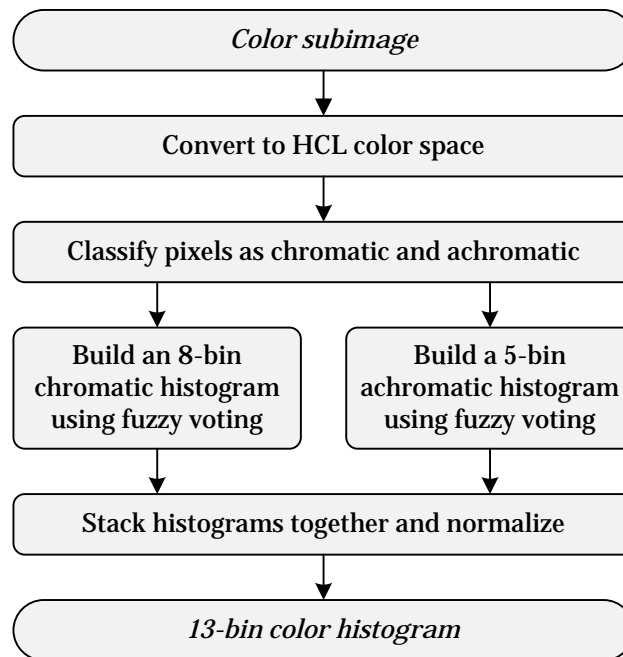 Color subimage
Convert to HCL color space
Classify pixels as chromatic and achromatic
Build an 8-bin
chromatic histogram
using fuzzy voting
Build a 5-bin
achromatic histogram
using fuzzy voting
Stack histograms together and normalize
13-bin color histogram